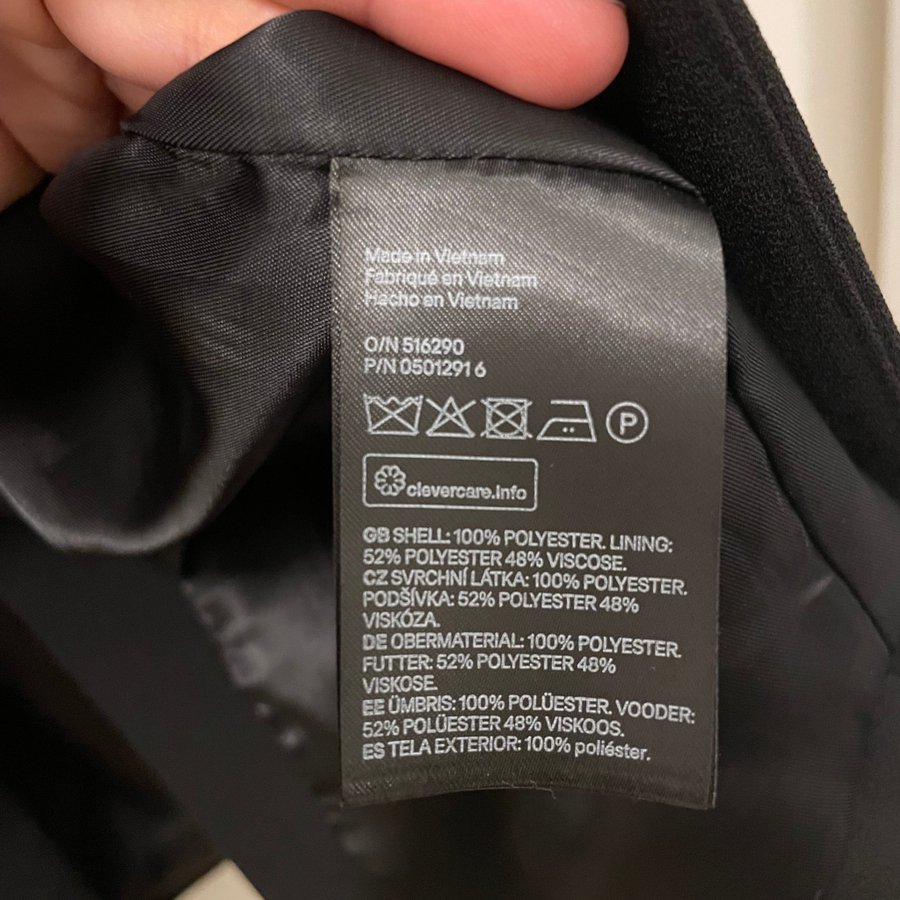 Made in Vietnam
Fabriqué en Vietnam
Hecho en Vietnam
O/N 516290
P/N 0501291 6
P
clevercare.info
GB SHELL: 100% POLYESTER. LINING:
52% POLYESTER 48% VISCOSE.
CZ SVRCHNÍ LÁTKA: 100% POLYESTER.
PODŠÍVKA: 52% POLYESTER 48%
VISKÓZA.
DE OBERMATERIAL: 100% POLYESTER.
FUTTER: 52% POLYESTER 48%
VISKOSE.
EE ÜMBRIS: 100% POLÜESTER. VOODER:
52% POLÜESTER 48% VISKOOS.
ES TELA EXTERIOR: 100% poliéster.